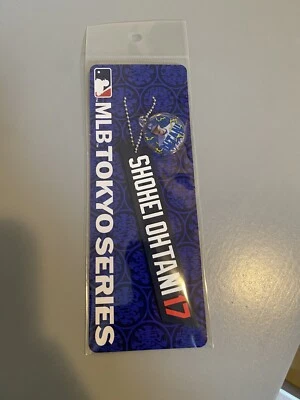 MLB TOKYO SERIES
SHOHEI OHTANI 17